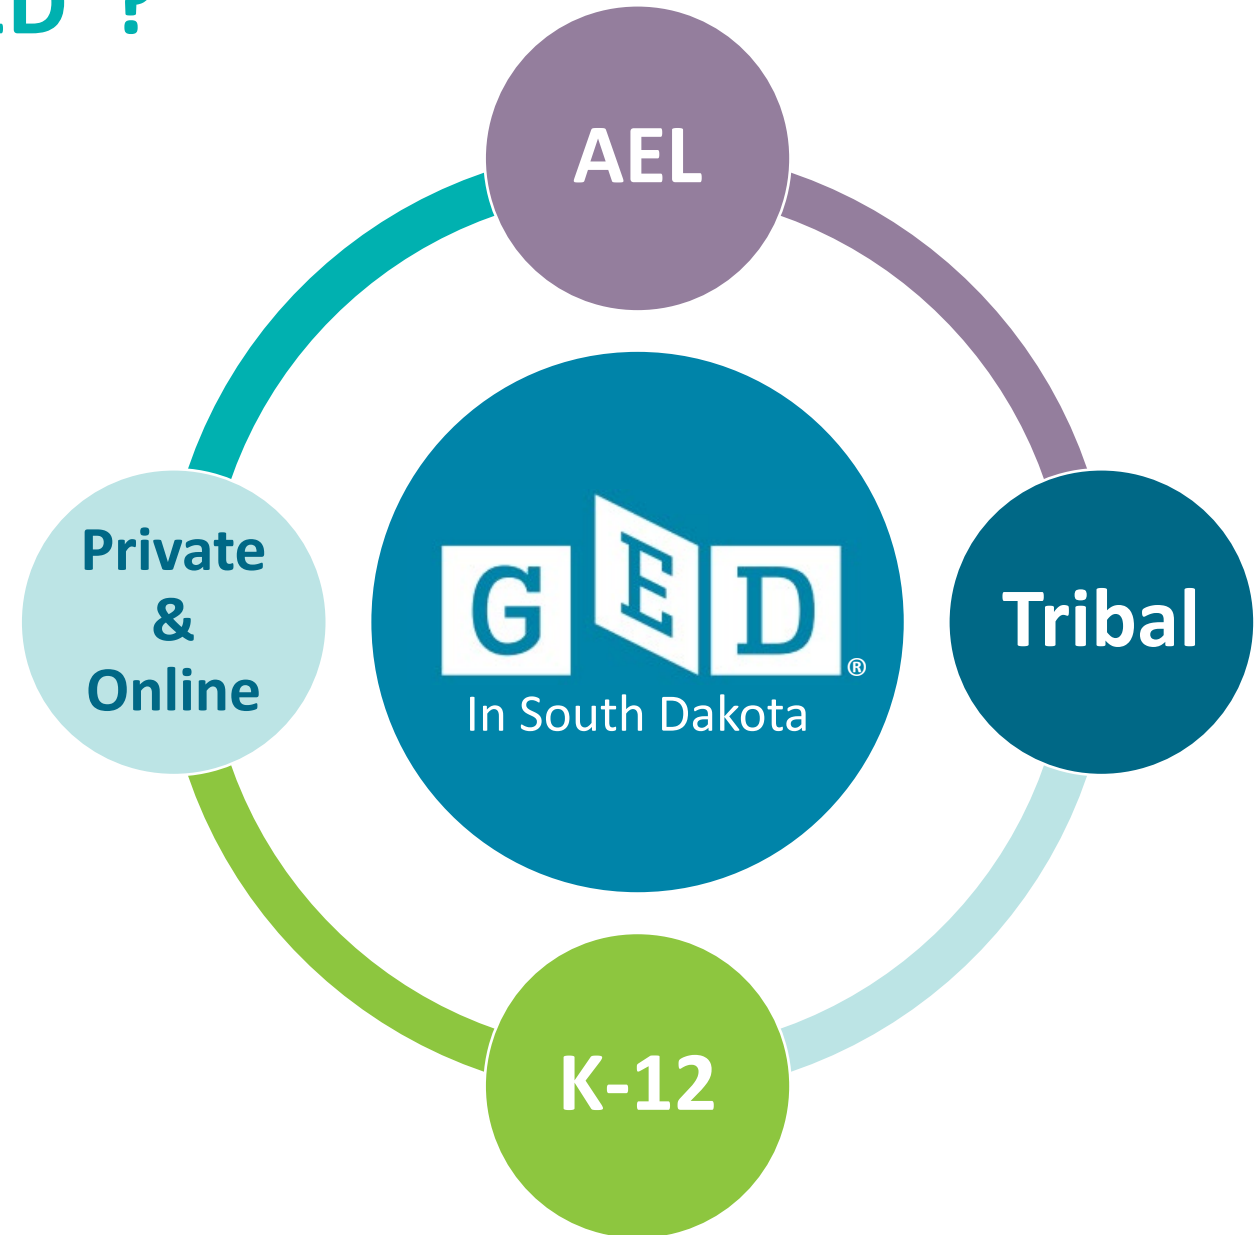 D ?
AEL
Private
&
Online
GED®
In South Dakota
Tribal
K-12